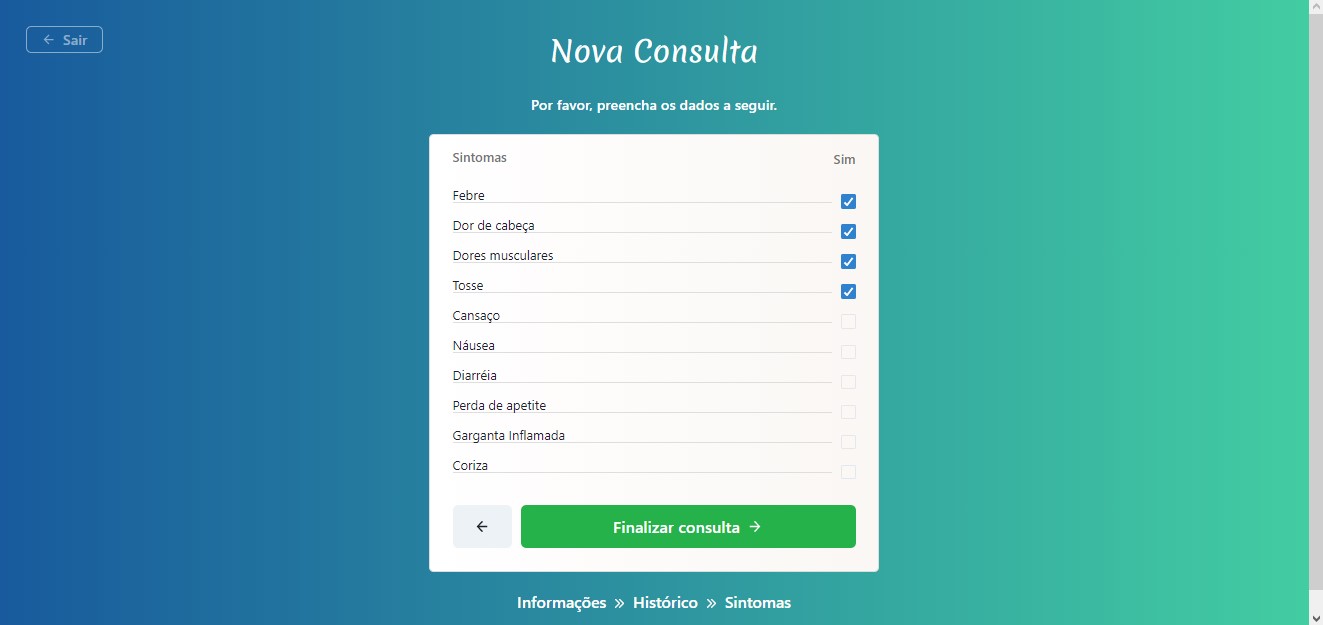 Sair
Nova Consulta
Por favor, preencha os dados a seguir.
Sintomas Sim
Febre
Dor de cabeça
Dores musculares
Tosse
Cansaço
Náusea
Diarréia
Perda de apetite
Garganta Inflamada
Coriza
Finalizar consulta
Informações » Histórico » Sintomas